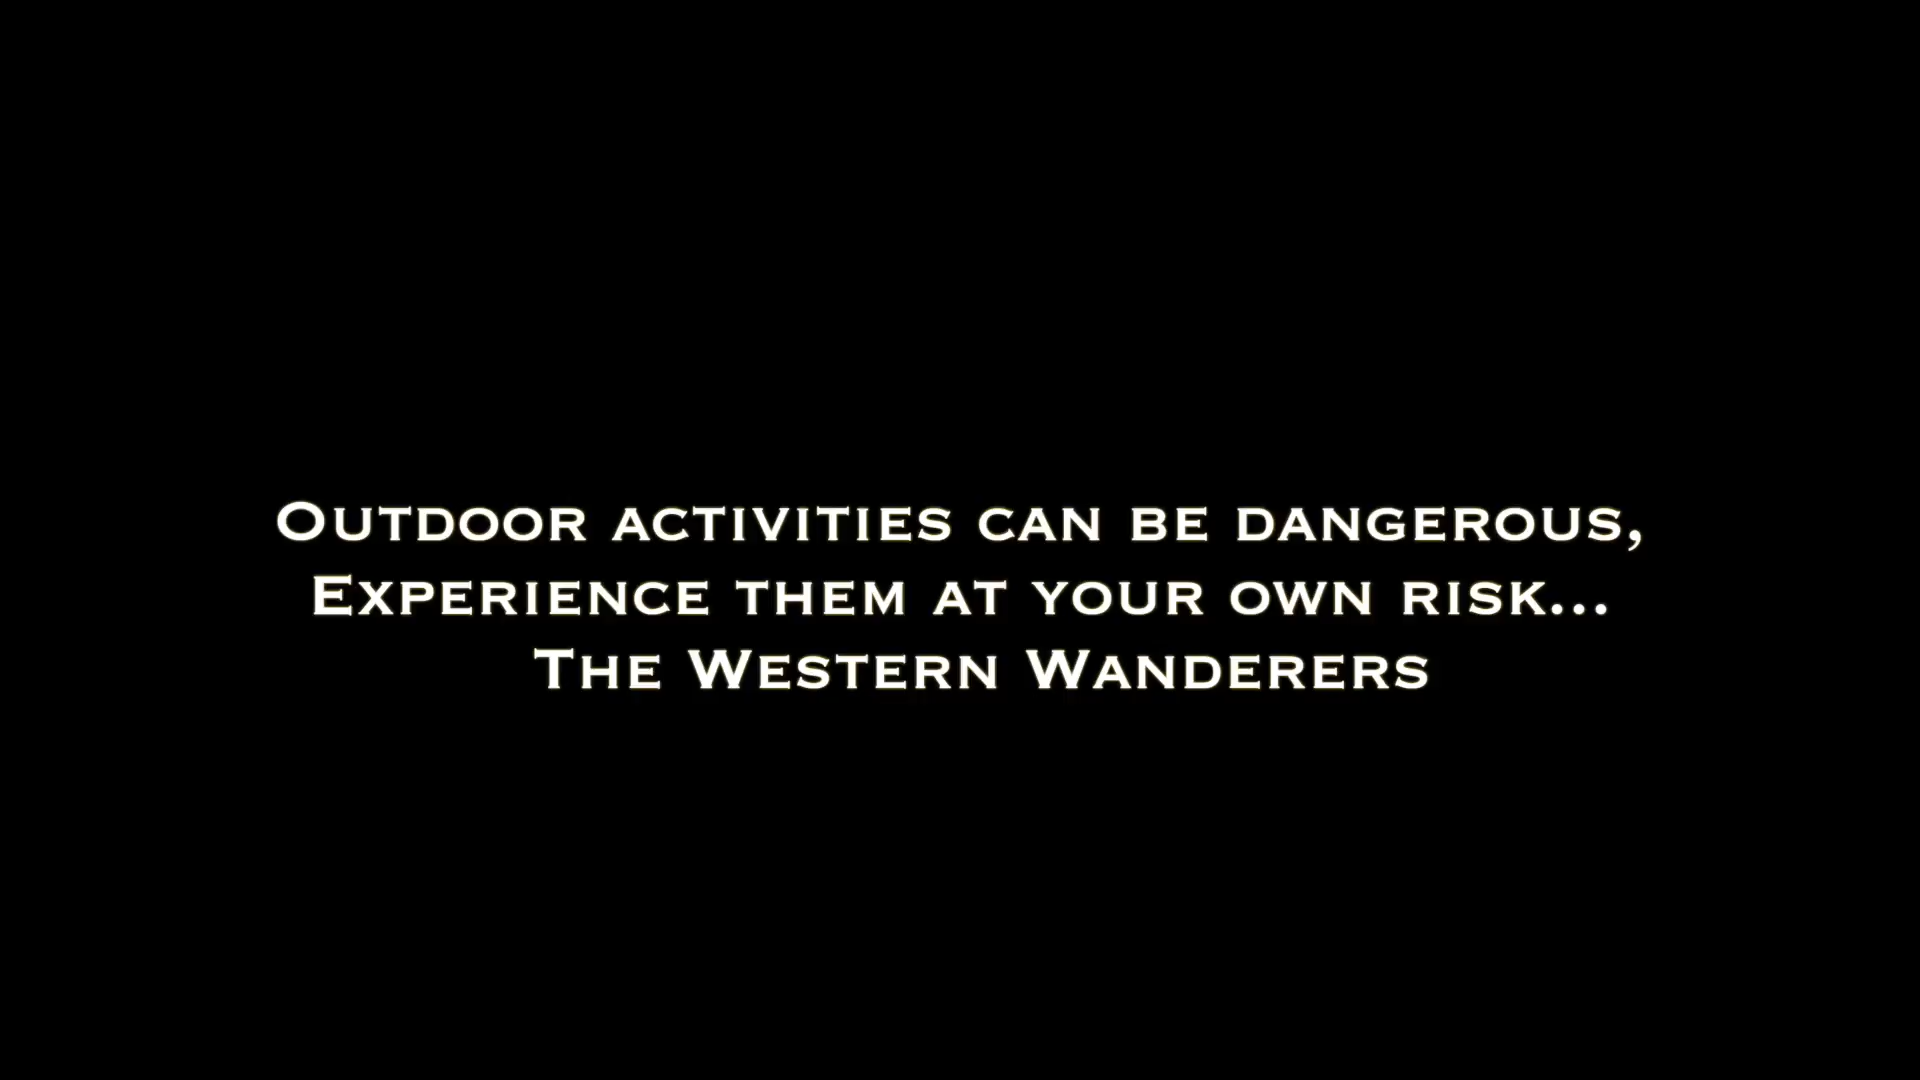 Outdoor activities can be dangerous,
Experience them at your own risk...
The Western Wanderers